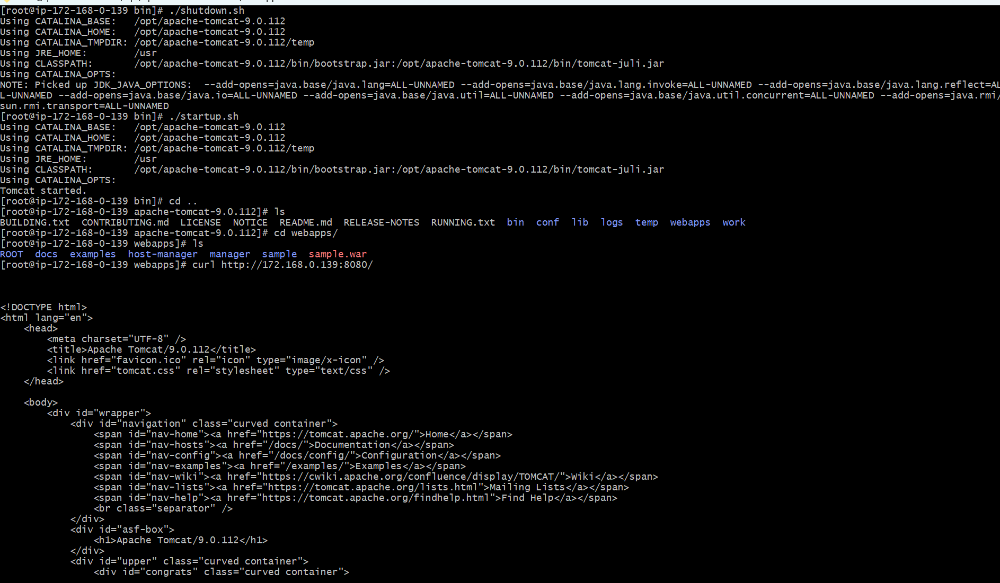 [root@ip-172-168-0-139 bin]# ./shutdown.sh
Using CATALINA_BASE:   /opt/apache-tomcat-9.0.112
Using CATALINA_HOME:   /opt/apache-tomcat-9.0.112
Using CATALINA_TMPDIR: /opt/apache-tomcat-9.0.112/temp
Using JRE_HOME:        /usr
Using CLASSPATH:       /opt/apache-tomcat-9.0.112/bin/bootstrap.jar:/opt/apache-tomcat-9.0.112/bin/tomcat-juli.jar
Using CATALINA_OPTS:
NOTE: Picked up JDK_JAVA_OPTIONS:  --add-opens=java.base/java.lang=ALL-UNNAMED --add-opens=java.base/java.lang.invoke=ALL-UNNAMED --add-opens=java.base/java.lang.reflect=AL
L-UNNAMED --add-opens=java.base/java.io=ALL-UNNAMED --add-opens=java.base/java.util=ALL-UNNAMED --add-opens=java.base/java.util.concurrent=ALL-UNNAMED --add-opens=java.rmi/
sun.rmi.transport=ALL-UNNAMED
[root@ip-172-168-0-139 bin]# ./startup.sh
Using CATALINA_BASE:   /opt/apache-tomcat-9.0.112
Using CATALINA_HOME:   /opt/apache-tomcat-9.0.112
Using CATALINA_TMPDIR: /opt/apache-tomcat-9.0.112/temp
Using JRE_HOME:        /usr
Using CLASSPATH:       /opt/apache-tomcat-9.0.112/bin/bootstrap.jar:/opt/apache-tomcat-9.0.112/bin/tomcat-juli.jar
Using CATALINA_OPTS:
Tomcat started.
[root@ip-172-168-0-139 bin]# cd ..
[root@ip-172-168-0-139 apache-tomcat-9.0.112]# ls
BUILDING.txt  CONTRIBUTING.md  LICENSE  NOTICE  README.md  RELEASE-NOTES  RUNNING.txt  bin  conf  lib  logs  temp  webapps  work
[root@ip-172-168-0-139 apache-tomcat-9.0.112]# cd webapps/
[root@ip-172-168-0-139 webapps]# ls
ROOT  docs  examples  host-manager  manager  sample  sample.war
[root@ip-172-168-0-139 webapps]# curl http://172.168.0.139:8080/
<!DOCTYPE html>
<html lang="en">
    <head>
        <meta charset="UTF-8" />
        <title>Apache Tomcat/9.0.112</title>
        <link href="favicon.ico" rel="icon" type="image/x-icon" />
        <link href="tomcat.css" rel="stylesheet" type="text/css" />
    </head>
    <body>
        <div id="wrapper">
            <div id="navigation" class="curved container">
                <span id="nav-home"><a href="https://tomcat.apache.org/">Home</a></span>
                <span id="nav-hosts"><a href="/docs/">Documentation</a></span>
                <span id="nav-config"><a href="/docs/config/">Configuration</a></span>
                <span id="nav-examples"><a href="/examples/">Examples</a></span>
                <span id="nav-wiki"><a href="https://cwiki.apache.org/confluence/display/TOMCAT/">Wiki</a></span>
                <span id="nav-lists"><a href="https://tomcat.apache.org/lists.html">Mailing Lists</a></span>
                <span id="nav-help"><a href="https://tomcat.apache.org/findhelp.html">Find Help</a></span>
                <br class="separator" />
            </div>
            <div id="asf-box">
                <h1>Apache Tomcat/9.0.112</h1>
            </div>
            <div id="upper" class="curved container">
                <div id="congrats" class="curved container">